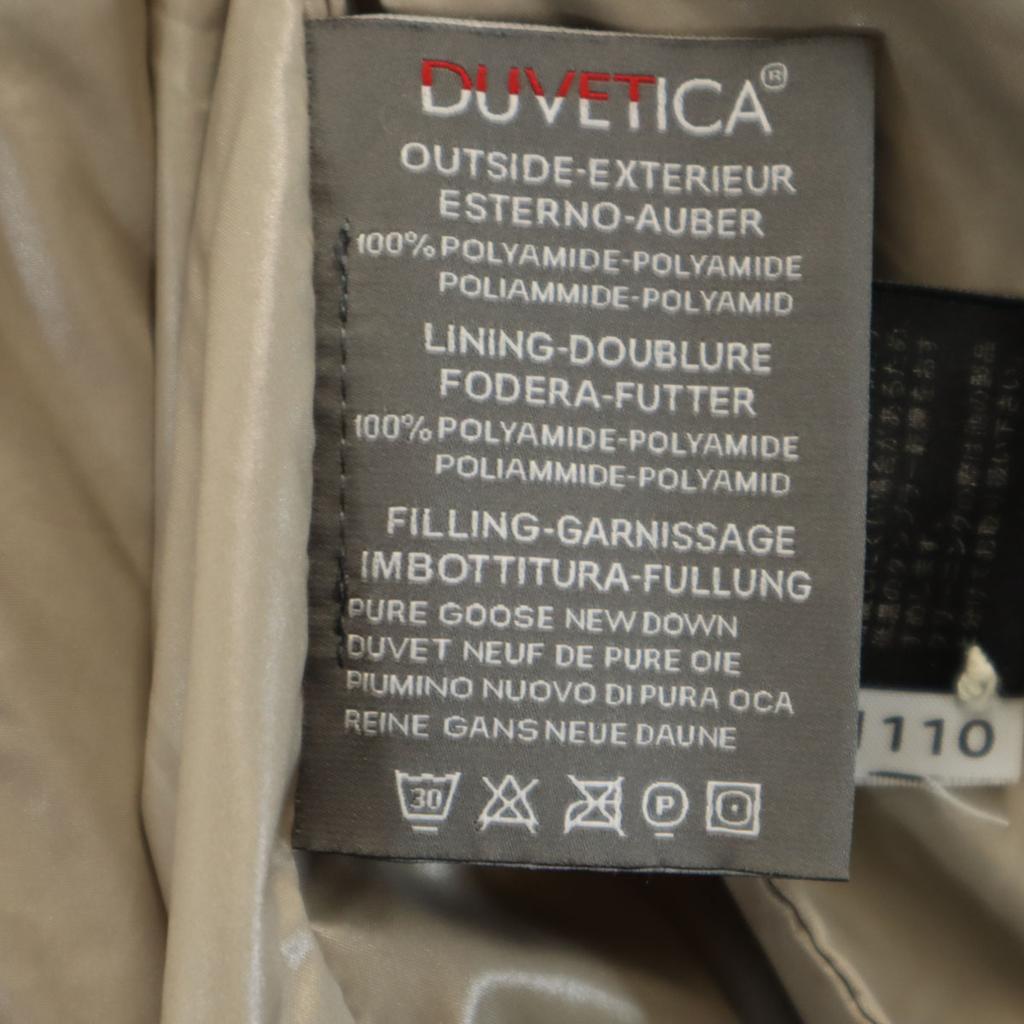 DUVETICA®
OUTSIDE-EXTERIEUR
ESTERNO-AUBER
100% POLYAMIDE-POLYAMIDE
POLIAMMIDE-POLYAMID
LINING-DOUBLURE
FODERA-FUTTER
100% POLYAMIDE-POLYAMIDE
POLIAMMIDE-POLYAMID
FILLING-GARNISSAGE
IMBOTTITURA-FULLUNG
PURE GOOSE NEW DOWN
DUVET NEUF DE PURE OIE
PIUMINO NUOVO DI PURA OCA
REINE GANS NEUE DAUNE
30 P
110